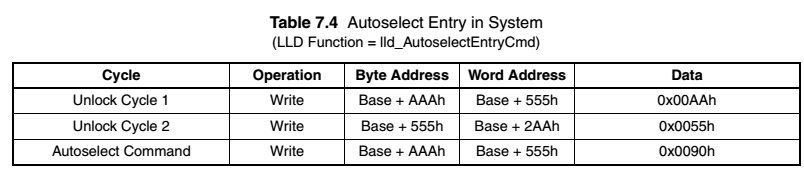 Table 7.4 Autoselect Entry in System
(LLD Function = lld_AutoselectEntryCmd)
Cycle Operation Byte Address Word Address Data
Unlock Cycle 1 Write Base + AAAh Base + 555h 0x00AAh
Unlock Cycle 2 Write Base + 555h Base + 2AAh 0x0055h
Autoselect Command Write Base + AAAh Base + 555h 0x0090h